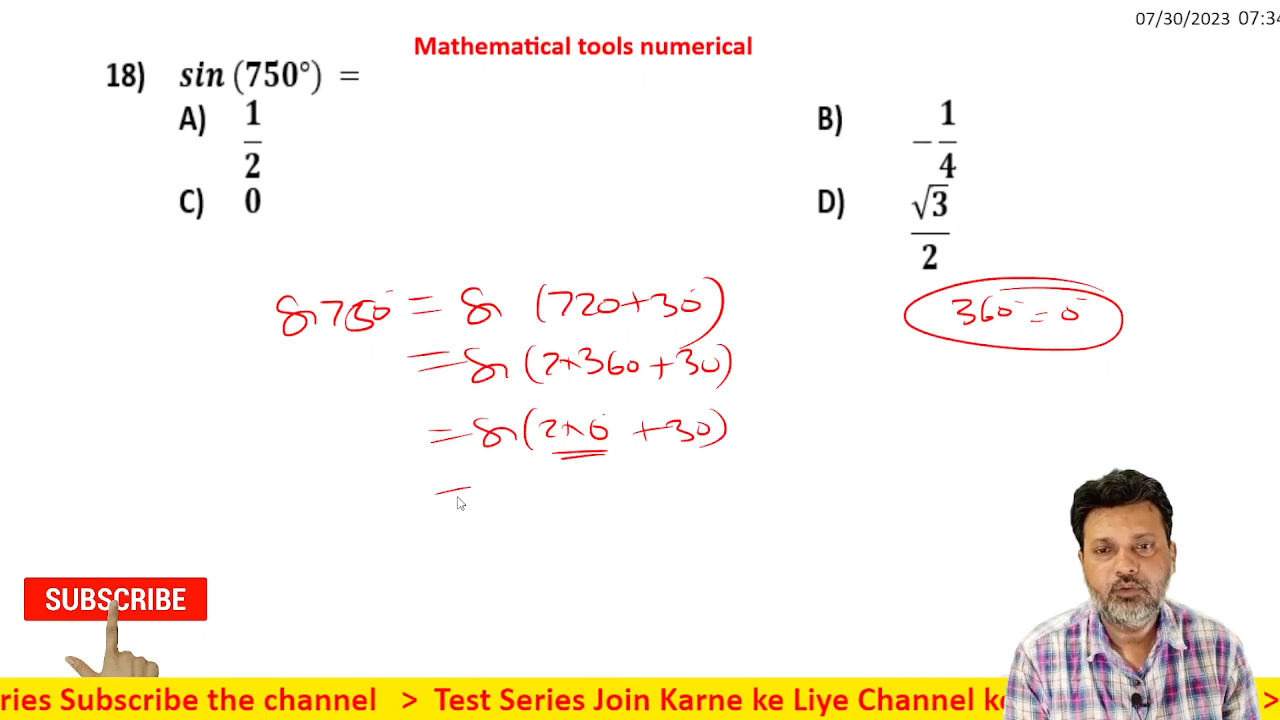 07/30/2023 07:34
Mathematical tools numerical
18) sin (750°) =
A) 1/2
B) -1/4
C) 0
D) √3/2
sin 750° = sin (720+30°)
360° = 0°
= sin (2×360+30)
= sin (2×0° +30)
=
SUBSCRIBE
ries Subscribe the channel > Test Series Join Karne ke Liye Channel >